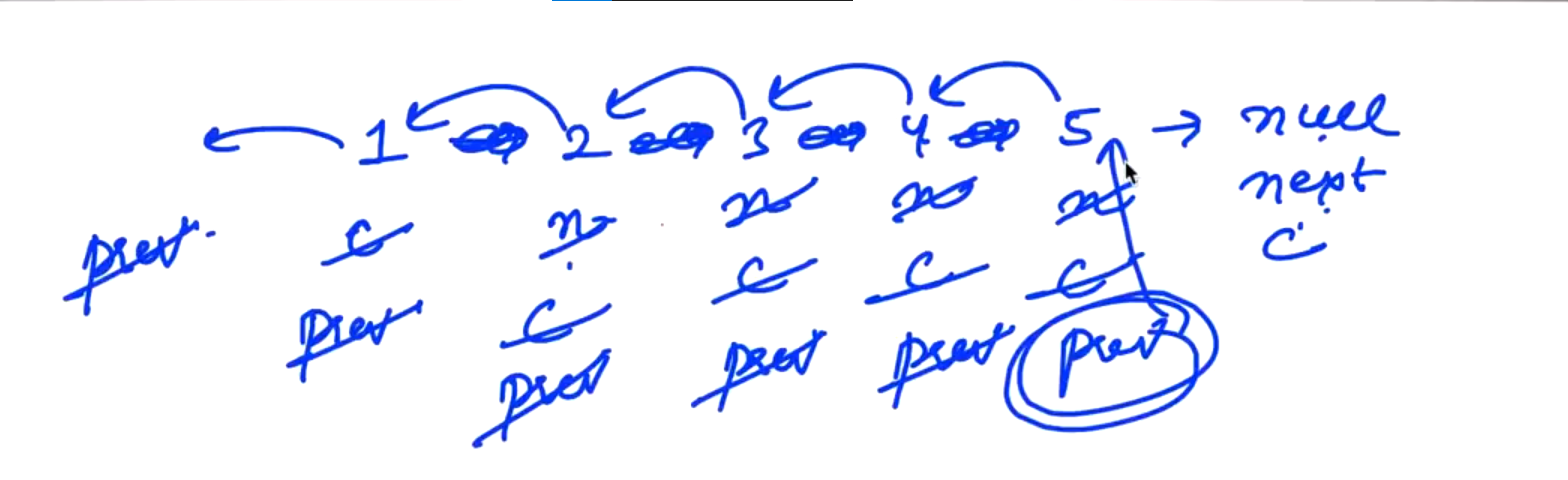 1 2 3 4 5 → null
n n n next
prev c n c c c c
prev c prev prev prev
prev